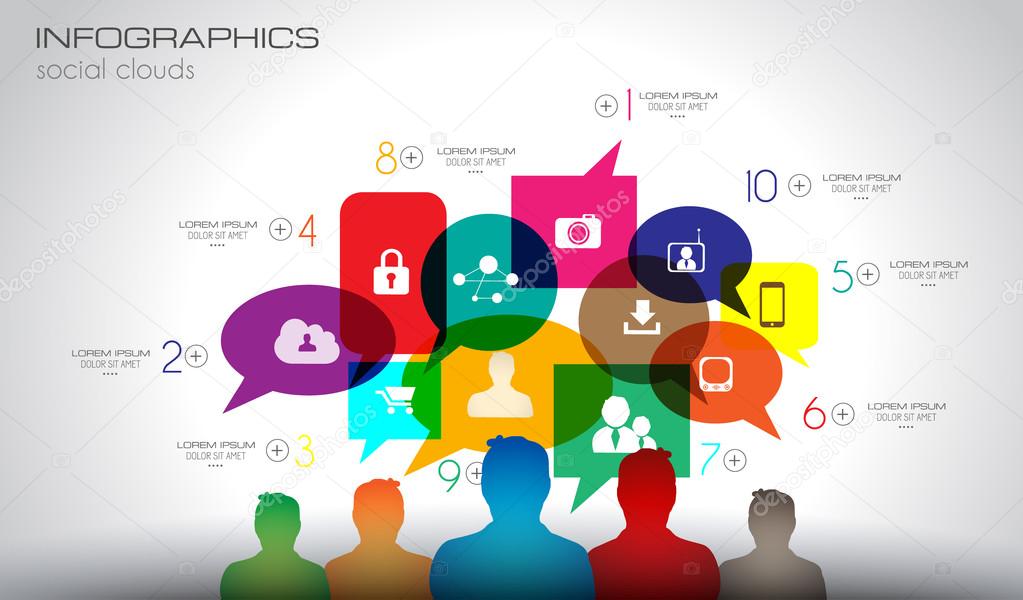 INFOGRAPHICS
social clouds
1
LOREM IPSUM
DOLOR SIT AMET
8
LOREM IPSUM
DOLOR SIT AMET
10
LOREM IPSUM
DOLOR SIT AMET
LOREM IPSUM
DOLOR SIT AMET
4
5
LOREM IPSUM
DOLOR SIT AMET
LOREM IPSUM
DOLOR SIT AMET
2
6
LOREM IPSUM
DOLOR SIT AMET
LOREM IPSUM
DOLOR SIT AMET
3
9
7
depositphotos